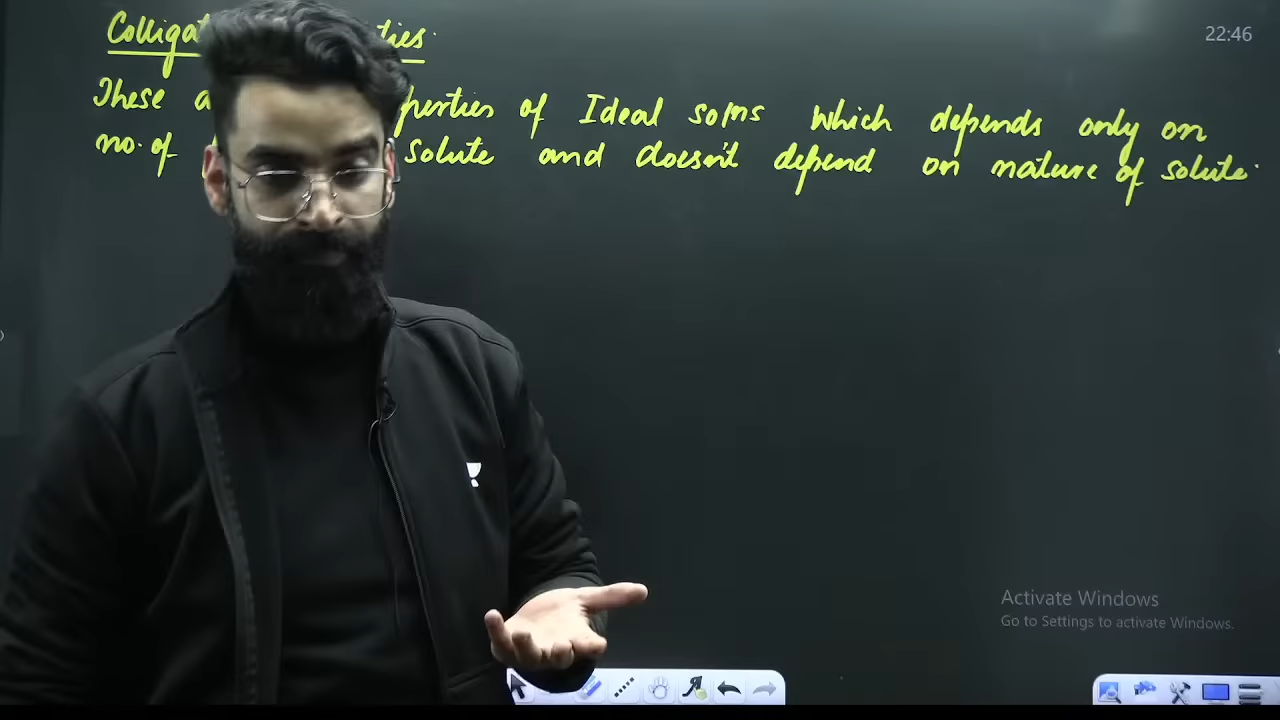 Colligat ties.
22:46
These a perties of Ideal solns which depends only on
no. of solute and doesn't depend on nature of solute.
Activate Windows
Go to Settings to activate Windows.